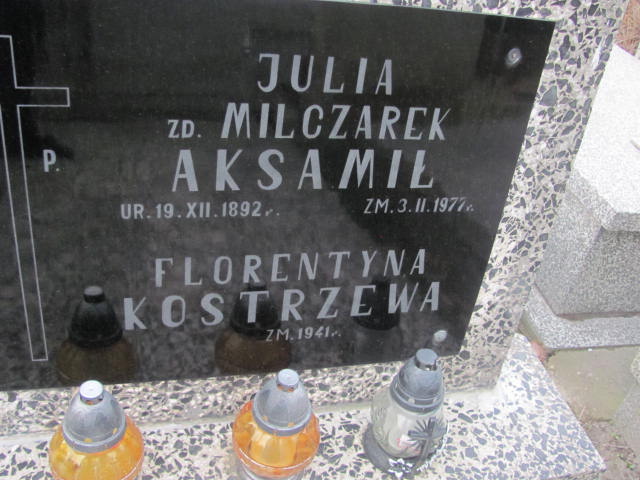 JULIA
ZD. MILCZAREK
P. AKSAMIŁ
UR. 19. XII. 1892 r. ZM. 3. II. 1977 r.
FLORENTYNA
KOSTRZEWA
ZM. 1941 r.